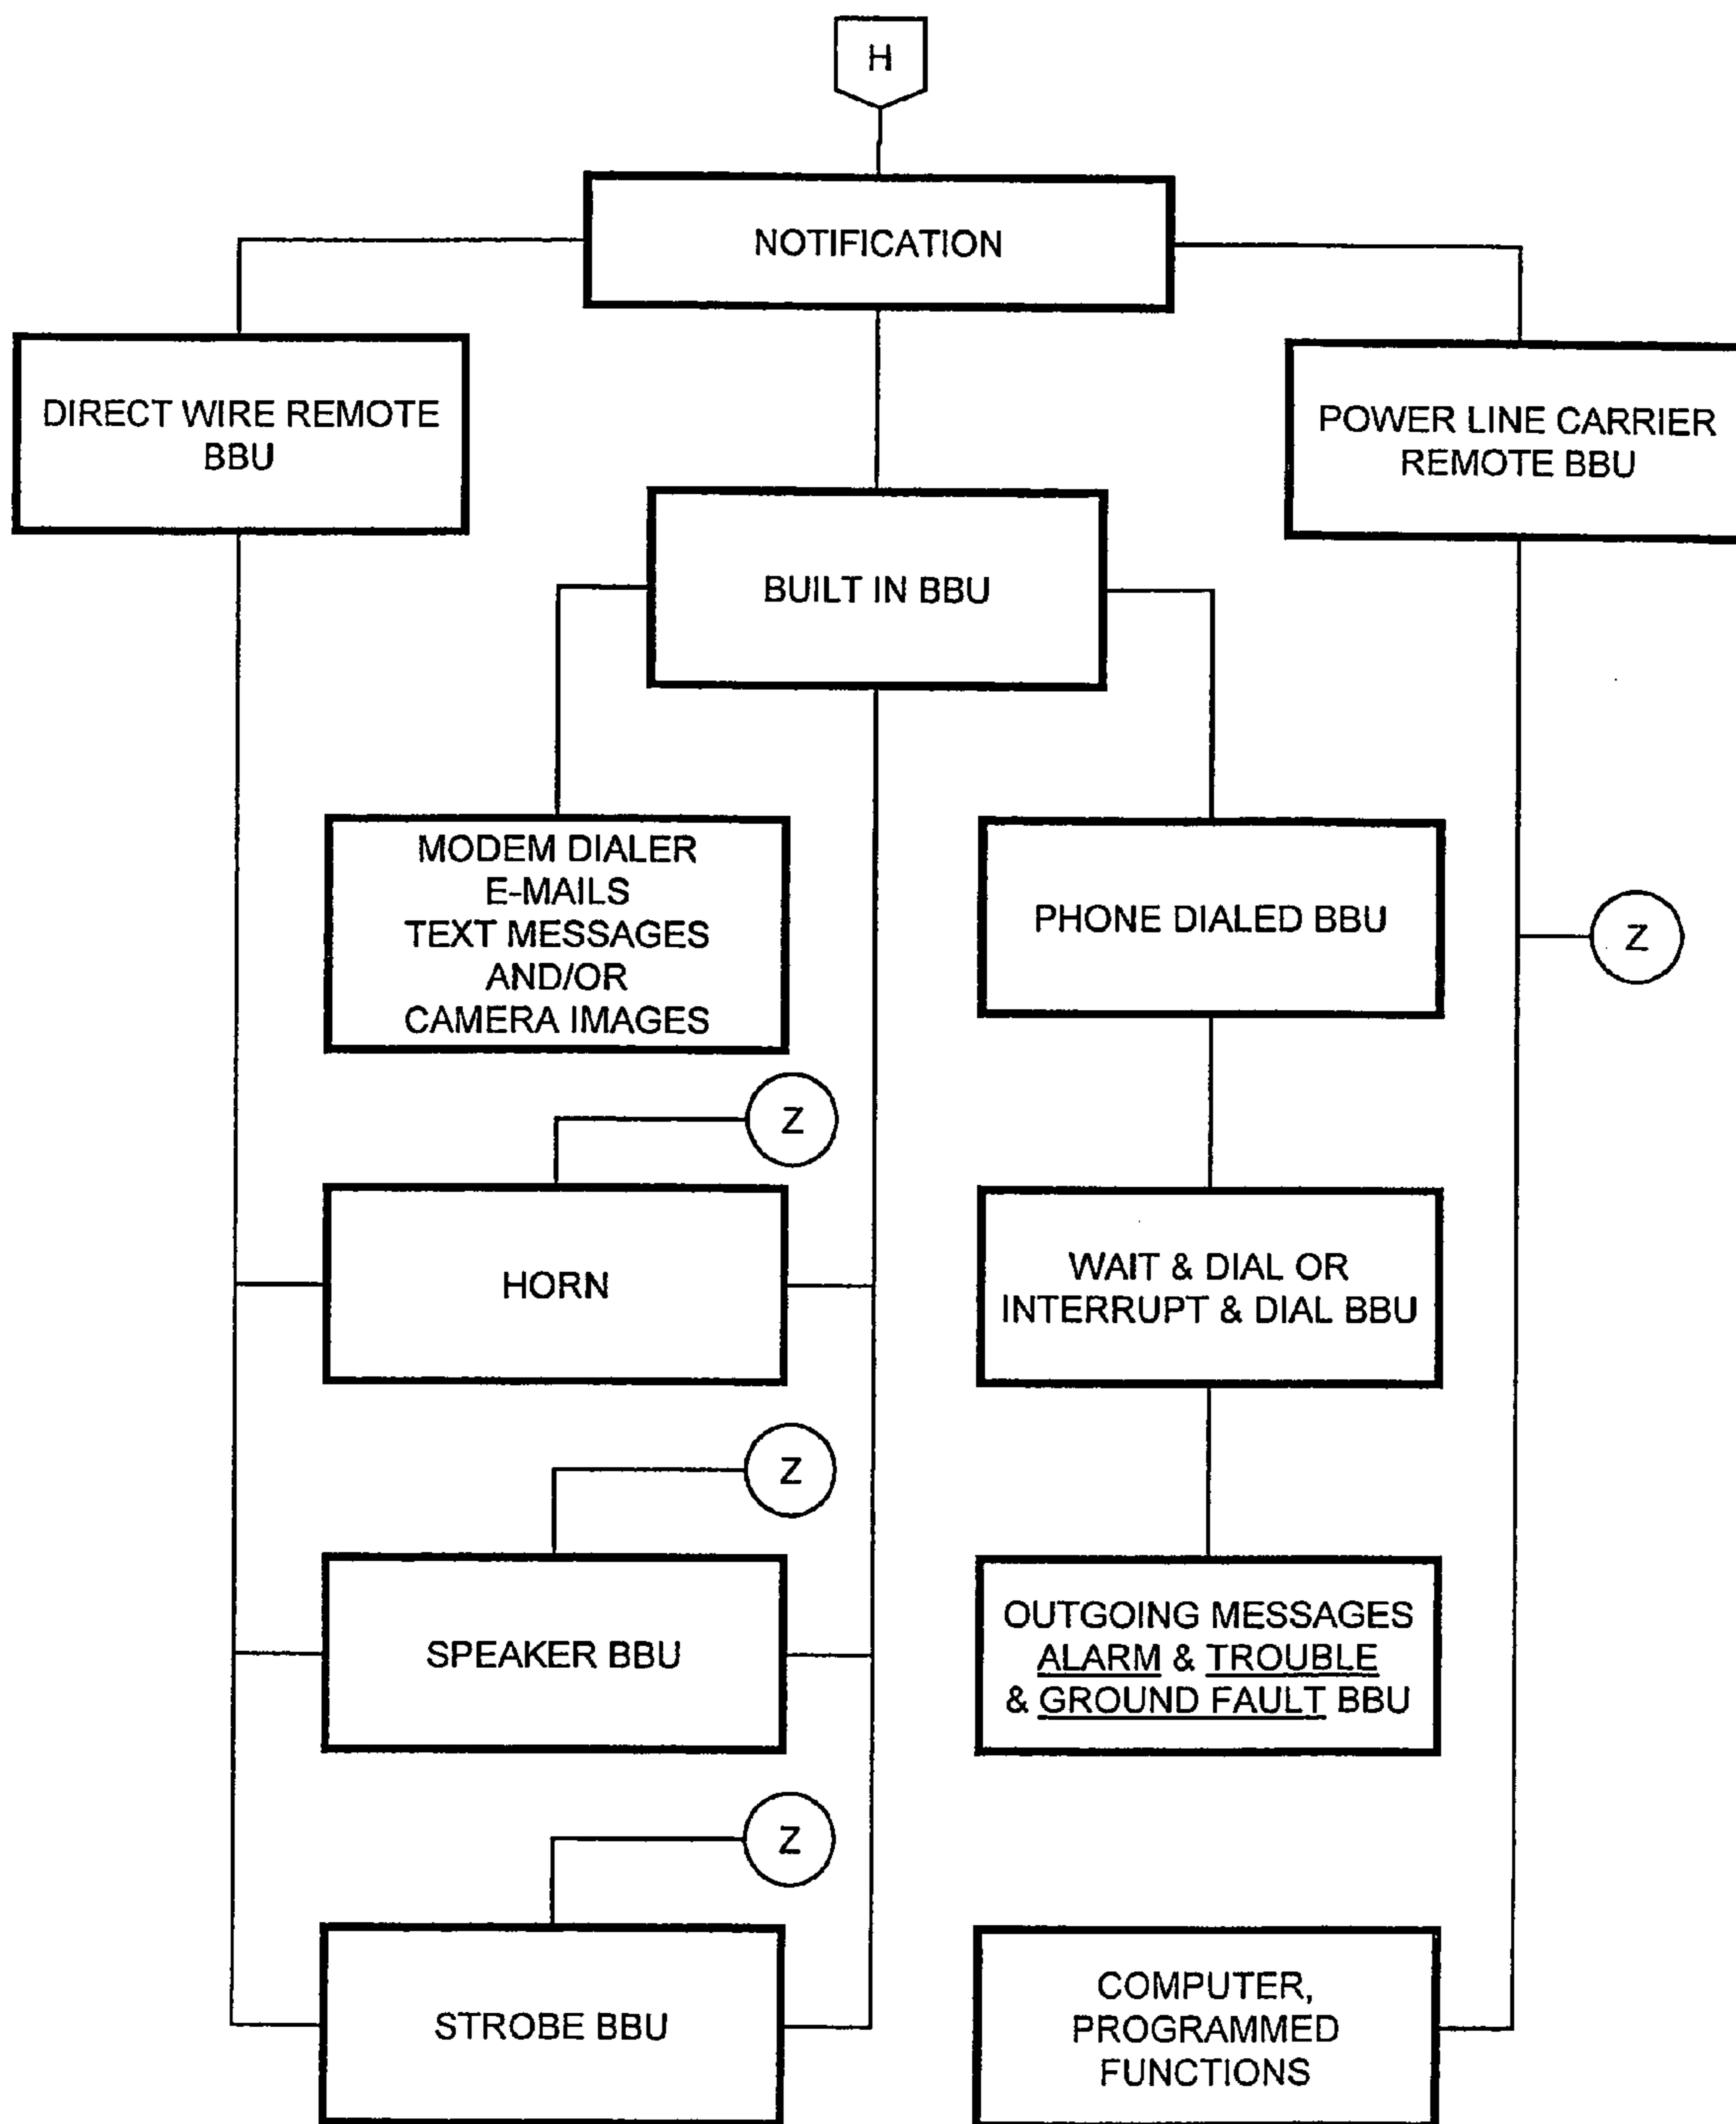 H
NOTIFICATION
DIRECT WIRE REMOTE
BBU
POWER LINE CARRIER
REMOTE BBU
BUILT IN BBU
MODEM DIALER
E-MAILS
TEXT MESSAGES
AND/OR
CAMERA IMAGES
PHONE DIALED BBU
Z
Z
HORN
WAIT & DIAL OR
INTERRUPT & DIAL BBU
Z
SPEAKER BBU
OUTGOING MESSAGES
ALARM & TROUBLE
& GROUND FAULT BBU
Z
STROBE BBU
COMPUTER,
PROGRAMMED
FUNCTIONS